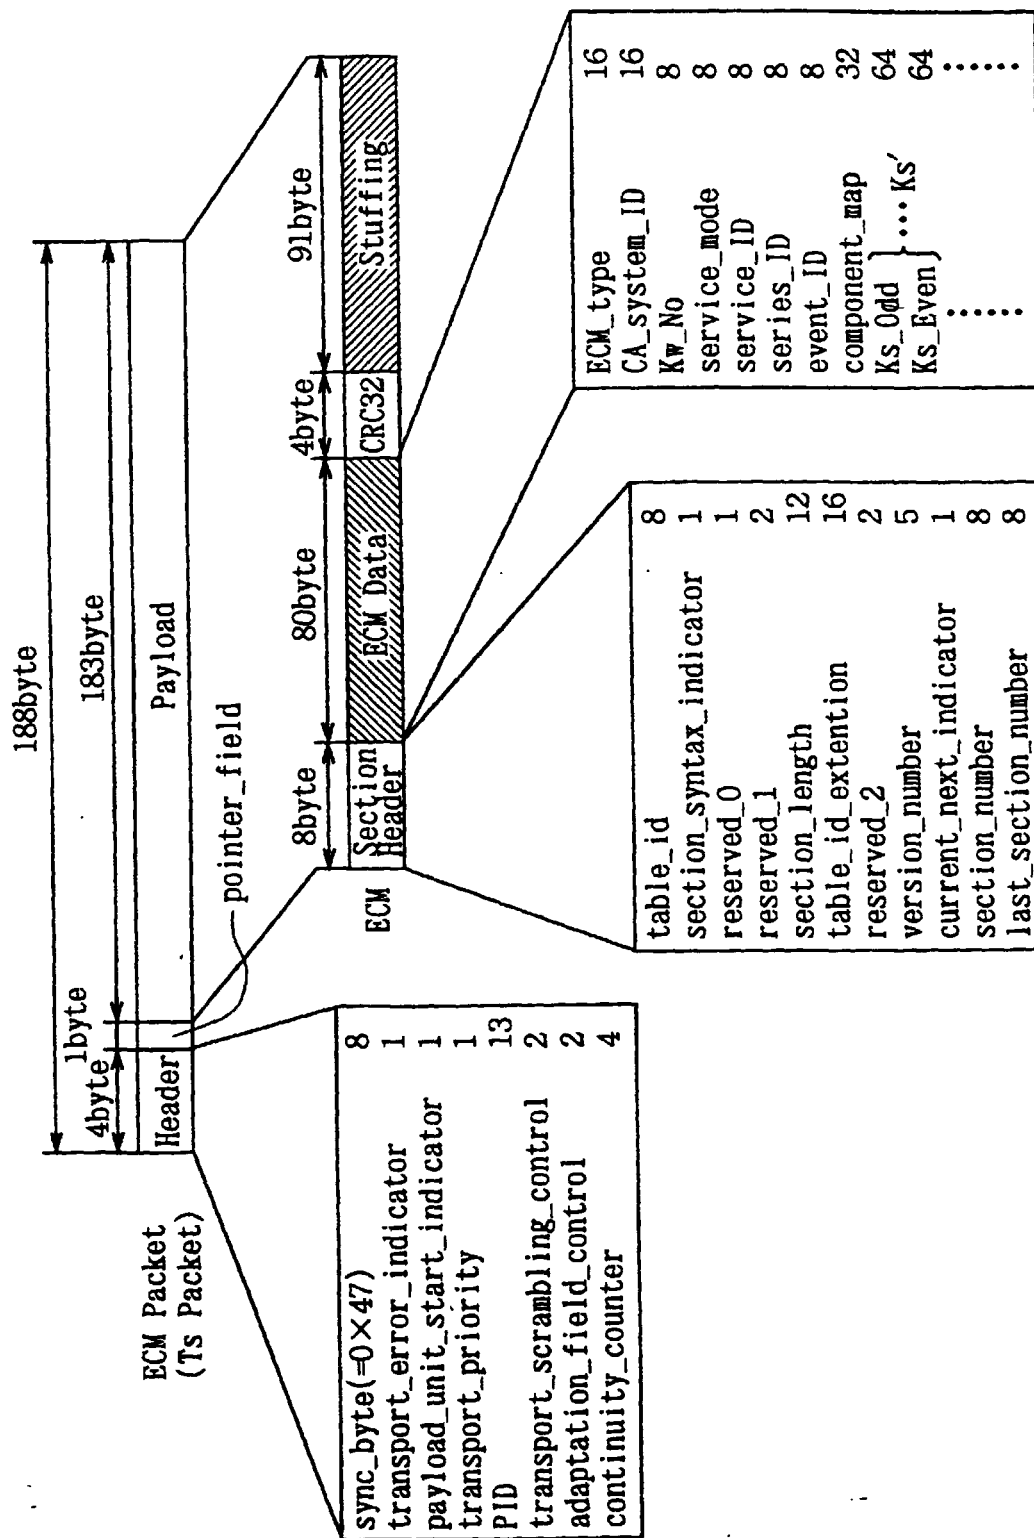 188byte
4byte
1byte
183byte
Header
Payload
pointer_field
ECM Packet
(Ts Packet)
sync_byte(=0×47) 8
transport_error_indicator 1
payload_unit_start_indicator 1
transport_priority 1
PID 13
transport_scrambling_control 2
adaptation_field_control 2
continuity_counter 4
8byte
80byte
4byte
91byte
ECM
Section
Header
ECM Data
CRC32
Stuffing
table_id 8
section_syntax_indicator 1
reserved_0 1
reserved_1 2
section_length 12
table_id_extention 16
reserved_2 2
version_number 5
current_next_indicator 1
section_number 8
last_section_number 8
ECM_type 16
CA_system_ID 16
Kw_No 8
service_mode 8
service_ID 8
series_ID 8
event_ID 8
component_map 32
Ks_Odd 64
Ks_Even 64
}····Ks'
······ ······